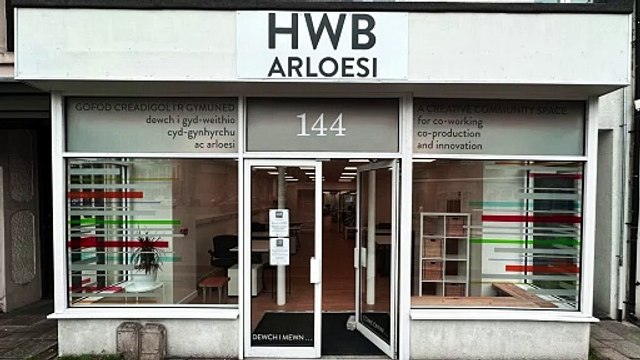 HWB
ARLOESI
GOFOD CREADIGOL I'R GYMUNED
dewch i gyd-weithio
cyd-gynhyrchu
ac arloesi
144
A CREATIVE COMMUNITY SPACE
for co-working
co-production
and innovation
HWB
DEWCH I MEWN ...